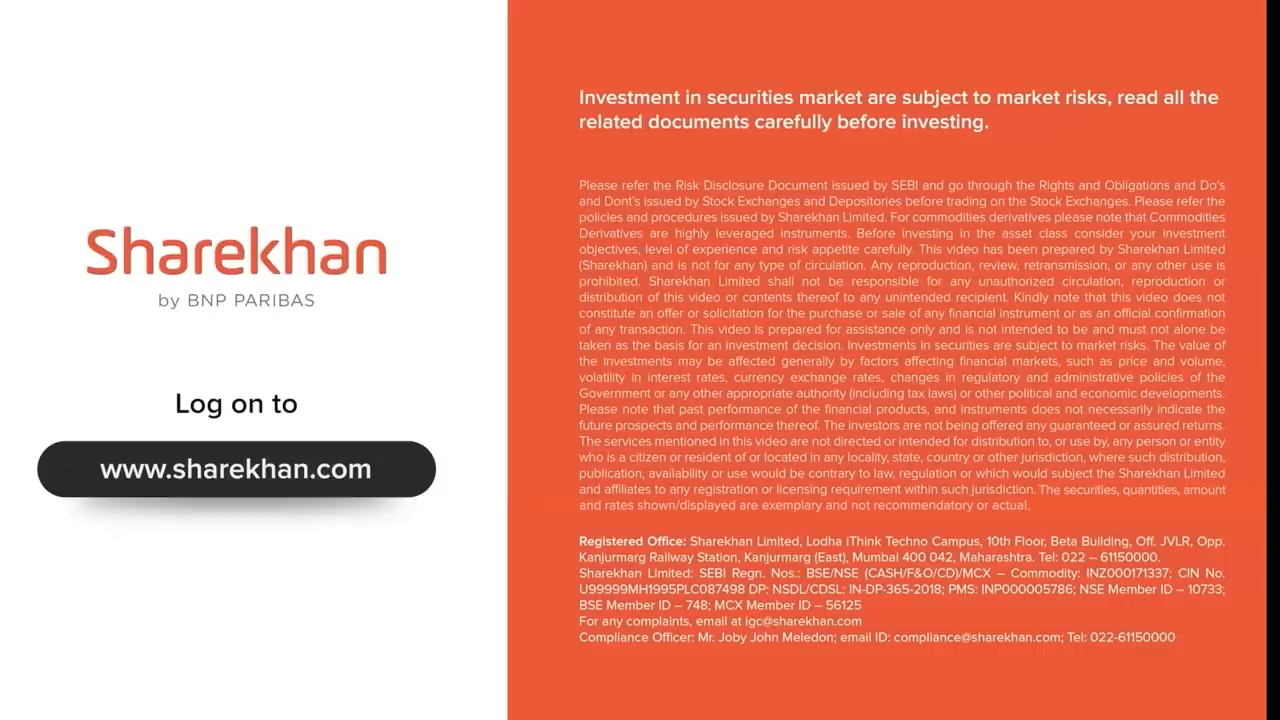 Sharekhan
by BNP PARIBAS
Log on to
www.sharekhan.com
Investment in securities market are subject to market risks, read all the
related documents carefully before investing.
Please refer the Risk Disclosure Document issued by SEBI and go through the Rights and Obligations and Do's
and Dont's issued by Stock Exchanges and Depositories before trading on the Stock Exchanges. Please refer the
policies and procedures issued by Sharekhan Limited. For commodities derivatives please note that Commodities
Derivatives are highly leveraged instruments. Before investing in the asset class consider your investment
objectives, level of experience and risk appetite carefully. This video has been prepared by Sharekhan Limited
(Sharekhan) and is not for any type of circulation. Any reproduction, review, retransmission, or any other use is
prohibited. Sharekhan Limited shall not be responsible for any unauthorized circulation, reproduction or
distribution of this video or contents thereof to any unintended recipient. Kindly note that this video does not
constitute an offer or solicitation for the purchase or sale of any financial instrument or as an official confirmation
of any transaction. This video is prepared for assistance only and is not intended to be and must not alone be
taken as the basis for an investment decision. Investments in securities are subject to market risks. The value of
the investments may be affected generally by factors affecting financial markets, such as price and volume,
volatility in interest rates, currency exchange rates, changes in regulatory and administrative policies of the
Government or any other appropriate authority (including tax laws) or other political and economic developments.
Please note that past performance of the financial products, and instruments does not necessarily indicate the
future prospects and performance thereof. The investors are not being offered any guaranteed or assured returns.
The services mentioned in this video are not directed or intended for distribution to, or use by, any person or entity
who is a citizen or resident of or located in any locality, state, country or other jurisdiction, where such distribution,
publication, availability or use would be contrary to law, regulation or which would subject the Sharekhan Limited
and affiliates to any registration or licensing requirement within such jurisdiction. The securities, quantities, amount
and rates shown/displayed are exemplary and not recommendatory or actual.
Registered Office: Sharekhan Limited, Lodha iThink Techno Campus, 10th Floor, Beta Building, Off. JVLR, Opp.
Kanjurmarg Railway Station, Kanjurmarg (East), Mumbai 400 042, Maharashtra. Tel: 022 – 61150000.
Sharekhan Limited: SEBI Regn. Nos.: BSE/NSE (CASH/F&O/CD)/MCX – Commodity: INZ000171337; CIN No.
U99999MH1995PLC087498 DP: NSDL/CDSL: IN-DP-365-2018; PMS: INP000005786; NSE Member ID – 10733;
BSE Member ID – 748; MCX Member ID – 56125
For any complaints, email at igc@sharekhan.com
Compliance Officer: Mr. Joby John Meledon; email ID: compliance@sharekhan.com; Tel: 022-61150000